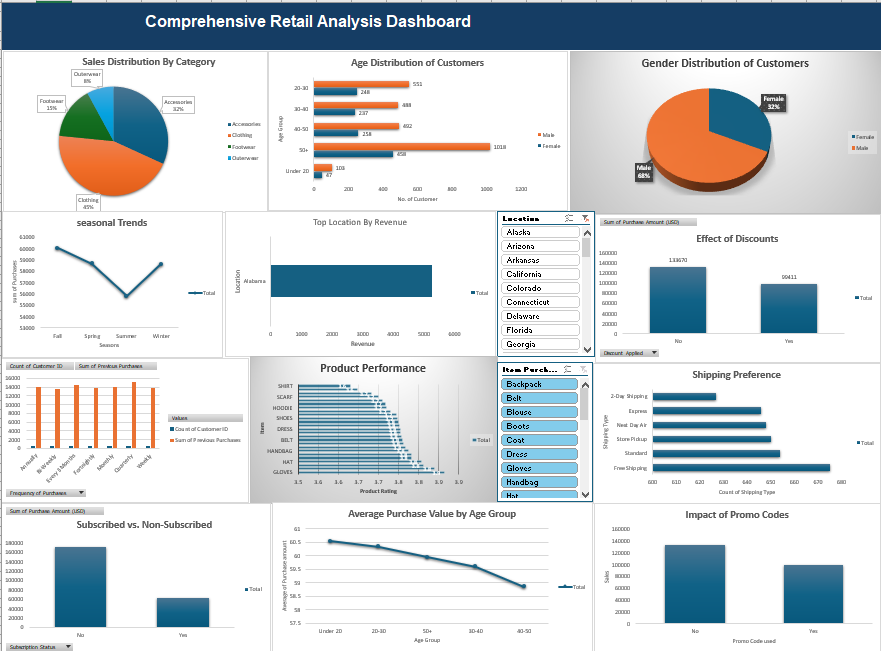 Comprehensive Retail Analysis Dashboard
Sales Distribution By Category
Outerwear
8%
Footwear
15%
Accessories
32%
Clothing
45%
Accessories
Clothing
Footwear
Outerwear
Age Distribution of Customers
Age Group
20-30
30-40
40-50
50+
Under 20
551
248
488
237
492
258
1018
458
103
47
0 200 400 600 800 1000 1200
No. of Customer
Male
Female
Gender Distribution of Customers
Female
32%
Male
68%
Female
Male
seasonal Trends
Sum of Purchases
61000
60000
59000
58000
57000
56000
55000
54000
53000
Fall Spring Summer Winter
Seasons
Total
Top Location By Revenue
Location
Alabama
0 1000 2000 3000 4000 5000 6000
Revenue
Total
Location
Alaska
Arizona
Arkansas
California
Colorado
Connecticut
Delaware
Florida
Georgia
Sum of Purchase Amount (USD)
Effect of Discounts
160000
140000
120000
100000
80000
60000
40000
20000
0
133670
99411
No Yes
Total
Discount Applied
Count of Customer ID Sum of Previous Purchases
16000
14000
12000
10000
8000
6000
4000
2000
0
Annually Bi-Weekly Every 3 Months Fortnightly Monthly Quarterly Weekly
Values
Count of Customer ID
Sum of Previous Purchases
Frequency of Purchases
Product Performance
Item
SHIRT
SCARF
HOODIE
SHOES
DRESS
BELT
HANDBAG
HAT
GLOVES
3.5 3.6 3.6 3.7 3.7 3.8 3.8 3.9 3.9
Product Rating
Total
Item Purch...
Backpack
Belt
Blouse
Boots
Coat
Dress
Gloves
Handbag
Hat
Shipping Preference
Shipping Type
2-Day Shipping
Express
Next Day Air
Store Pickup
Standard
Free Shipping
600 610 620 630 640 650 660 670 680
Count of Shipping Type
Total
Sum of Purchase Amount (USD)
Subscribed vs. Non-Subscribed
180000
160000
140000
120000
100000
80000
60000
40000
20000
0
No Yes
Total
Subscription Status
Average Purchase Value by Age Group
Average of Purchase amount
61
60.5
60
59.5
59
58.5
58
57.5
Under 20 20-30 50+ 30-40 40-50
Age Group
Total
Impact of Promo Codes
Sales
160000
140000
120000
100000
80000
60000
40000
20000
0
No Yes
Promo Code used
Total